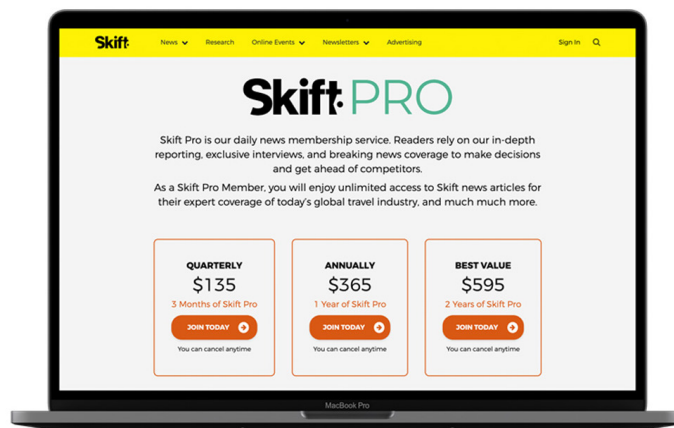 Skift
News
Research
Online Events
Newsletters
Advertising
Sign In
Skift PRO
Skift Pro is our daily news membership service. Readers rely on our in-depth
reporting, exclusive interviews, and breaking news coverage to make decisions
and get ahead of competitors.
As a Skift Pro Member, you will enjoy unlimited access to Skift news articles for
their expert coverage of today's global travel industry, and much much more.
QUARTERLY
$135
3 Months of Skift Pro
JOIN TODAY
You can cancel anytime
ANNUALLY
$365
1 Year of Skift Pro
JOIN TODAY
You can cancel anytime
BEST VALUE
$595
2 Years of Skift Pro
JOIN TODAY
You can cancel anytime
MacBook Pro